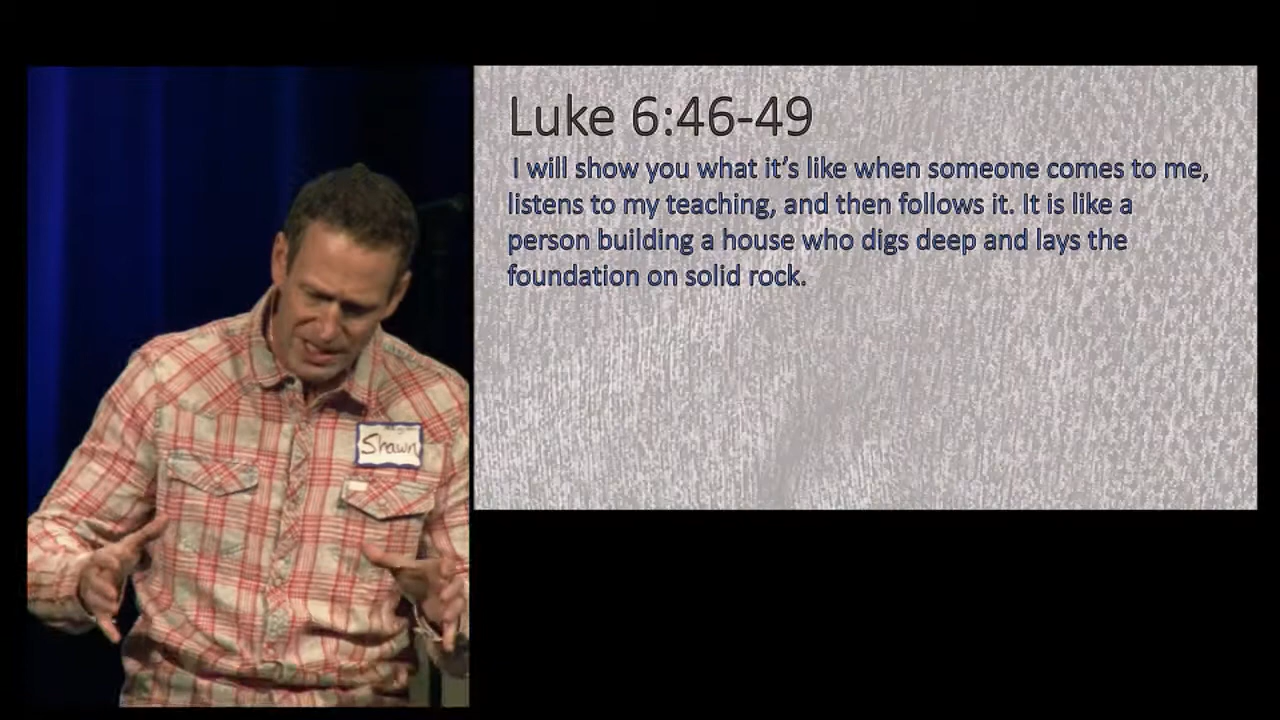 Luke 6:46-49
I will show you what it’s like when someone comes to me,
listens to my teaching, and then follows it. It is like a
person building a house who digs deep and lays the
foundation on solid rock.
Shawn